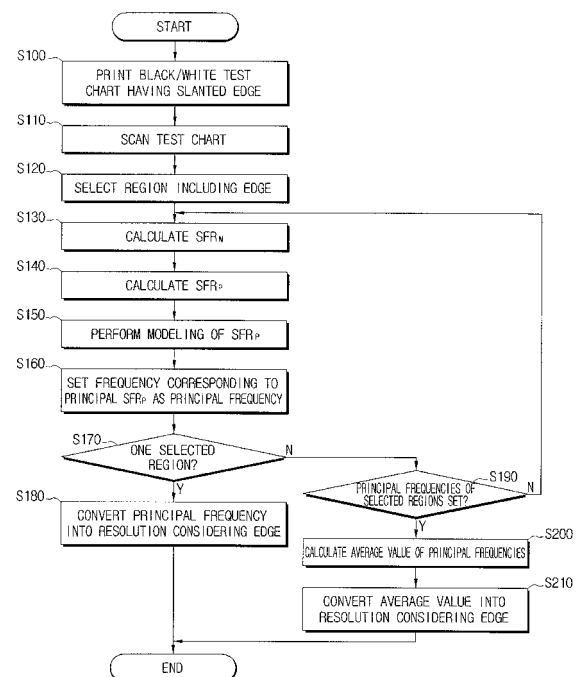 START
S100
PRINT BLACK/WHITE TEST
CHART HAVING SLANTED EDGE
S110
SCAN TEST CHART
S120
SELECT REGION INCLUDING EDGE
S130
CALCULATE SFRN
S140
CALCULATE SFRP
S150
PERFORM MODELING OF SFRP
S160
SET FREQUENCY CORRESPONDING TO
PRINCIPAL SFRP AS PRINCIPAL FREQUENCY
S170
ONE SELECTED
REGION?
N
Y
S190
PRINCIPAL FREQUENCIES OF
SELECTED REGIONS SET?
N
Y
S180
CONVERT PRINCIPAL FREQUENCY
INTO RESOLUTION CONSIDERING EDGE
S200
CALCULATE AVERAGE VALUE OF PRINCIPAL FREQUENCIES
S210
CONVERT AVERAGE VALUE INTO
RESOLUTION CONSIDERING EDGE
END